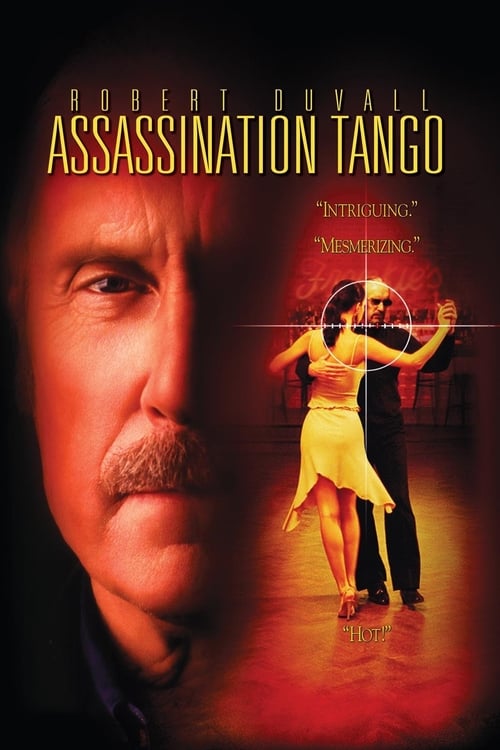 ROBERT DUVALL
ASSASSINATION TANGO
“INTRIGUING.”
“MESMERIZING.”
“HOT!”